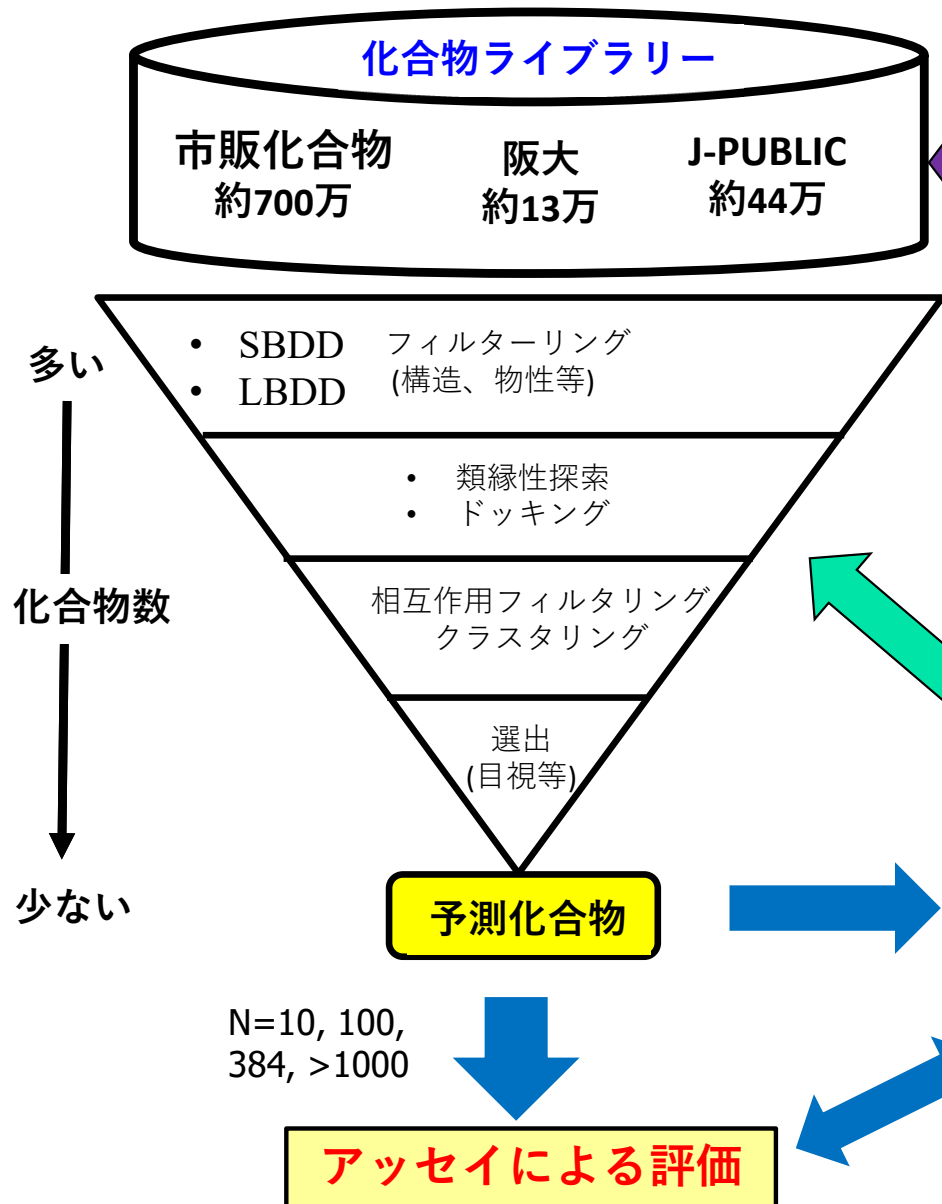 化合物ライブラリー
市販化合物
約700万
阪大
約13万
J-PUBLIC
約44万
多い
化合物数
少ない
• SBDD
• LBDD
フィルターリング
(構造、物性等)
• 類縁性探索
• ドッキング
相互作用フィルタリング
クラスタリング
選出
(目視等)
予測化合物
N=10, 100,
384, >1000
アッセイによる評価